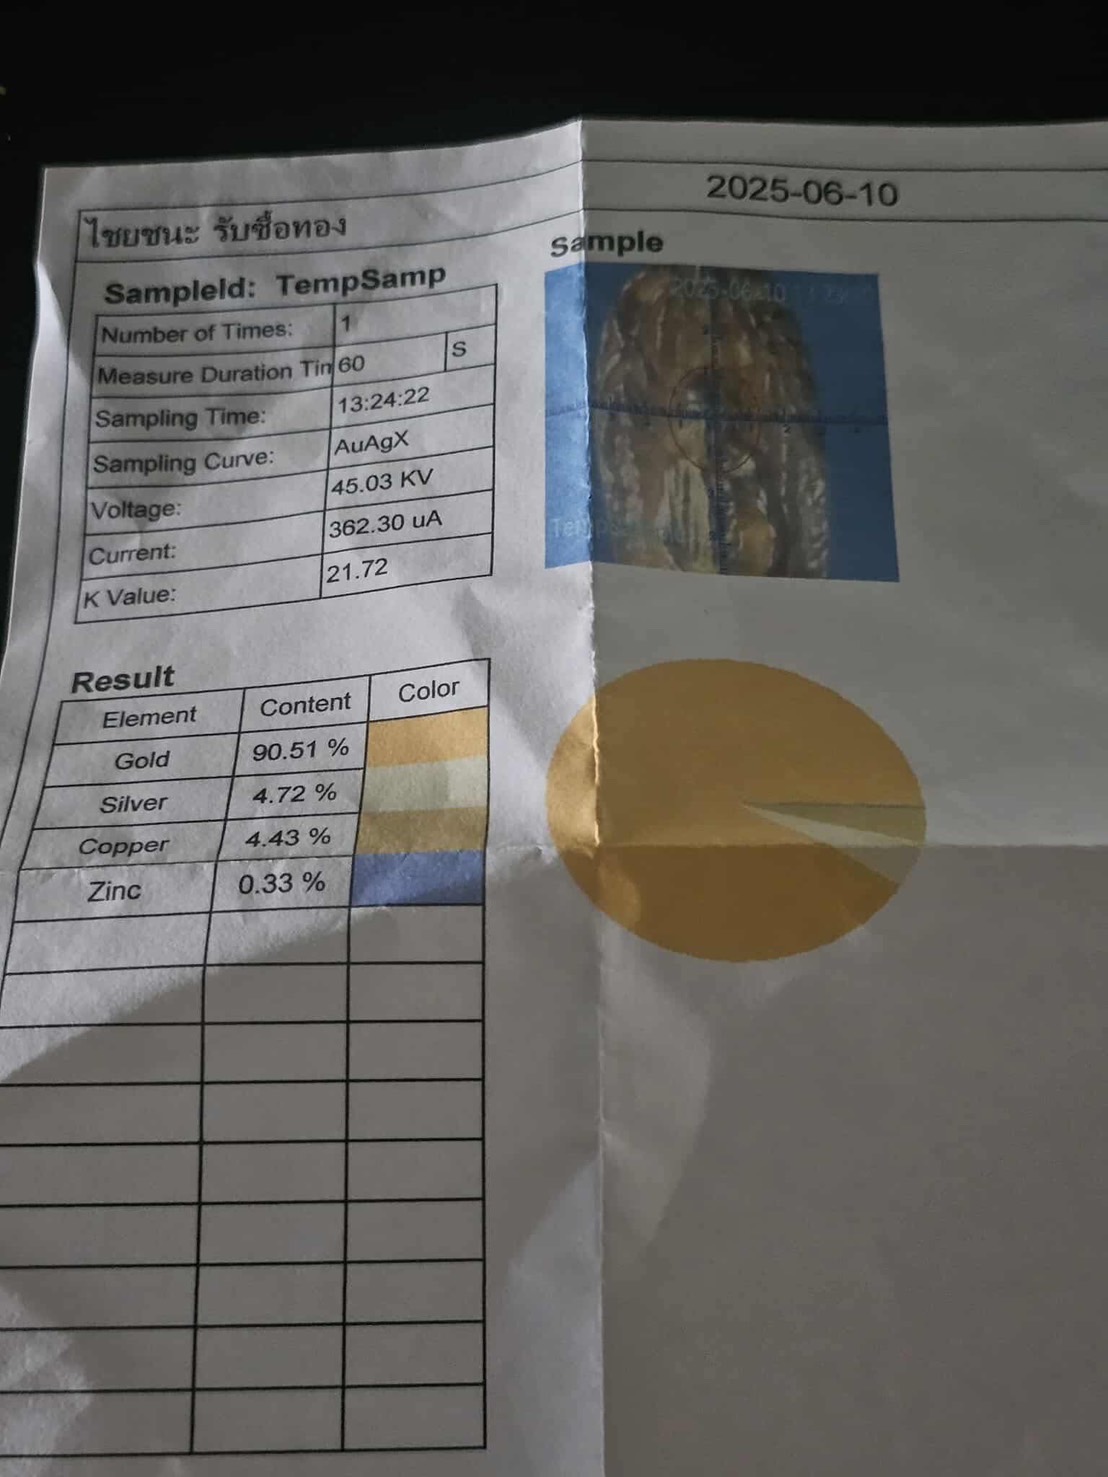 2025-06-10
ไชยชนะ รับซื้อทอง
Sample
SampleId: TempSamp
Number of Times: 1
Measure Duration Tin 60 S
Sampling Time: 13:24:22
Sampling Curve: AuAgX
Voltage: 45.03 KV
Current: 362.30 uA
K Value: 21.72
2025-06-10
Result
Element Content Color
Gold 90.51 %
Silver 4.72 %
Copper 4.43 %
Zinc 0.33 %